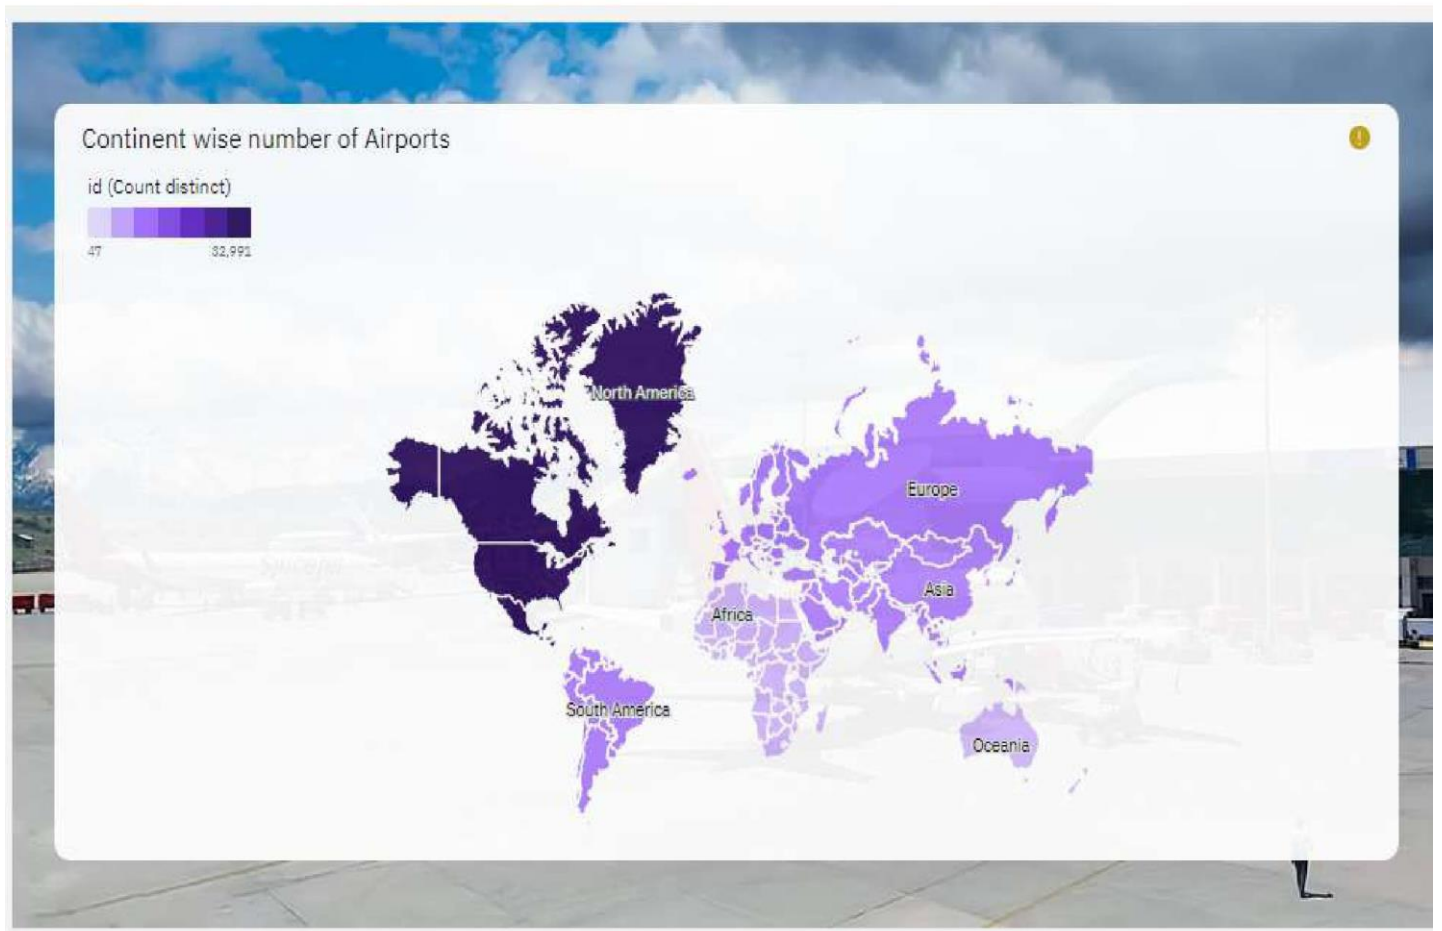 Continent wise number of Airports
id (Count distinct)
47
32,991
North America
Europe
Asia
Africa
South America
Oceania